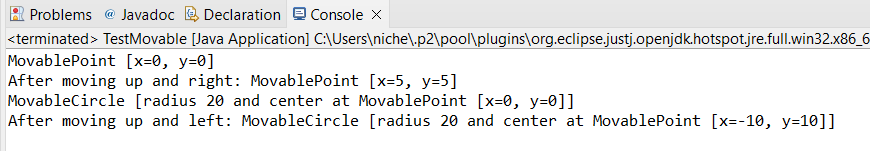 Problems @ Javadoc Declaration Console
<terminated> TestMovable [Java Application] C:\Users\niche\.p2\pool\plugins\org.eclipse.justj.openjdk.hotspot.jre.full.win32.x86_6
MovablePoint [x=0, y=0]
After moving up and right: MovablePoint [x=5, y=5]
MovableCircle [radius 20 and center at MovablePoint [x=0, y=0]]
After moving up and left: MovableCircle [radius 20 and center at MovablePoint [x=-10, y=10]]